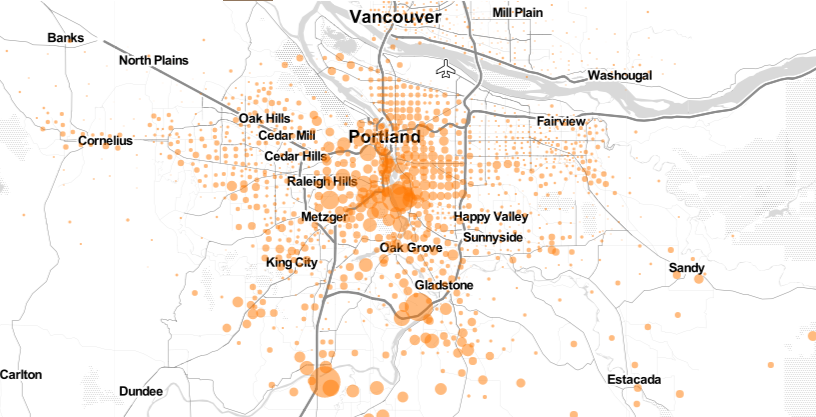 Vancouver
Mill Plain
Banks
North Plains
Washougal
Oak Hills
Fairview
Cedar Mill
Portland
Cornelius
Cedar Hills
Raleigh Hills
Metzger
Happy Valley
Sunnyside
Oak Grove
King City
Sandy
Gladstone
Carlton
Estacada
Dundee